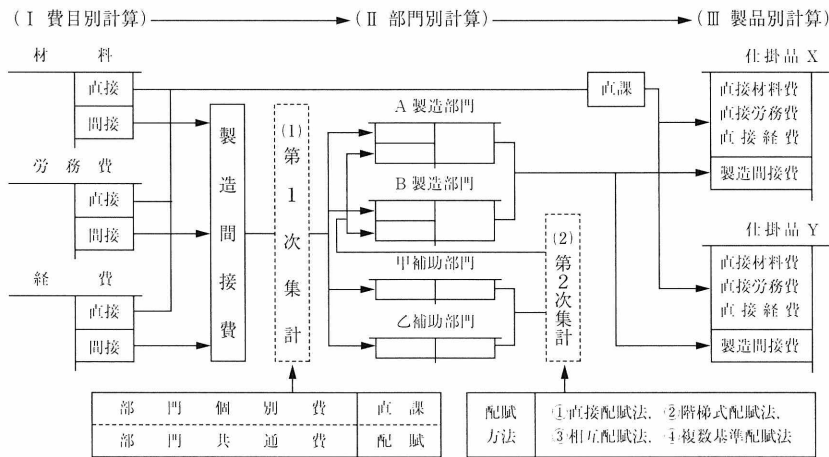 (Ⅰ 費目別計算)
(Ⅱ 部門別計算)
(Ⅲ 製品別計算)
材 料
直接
間接
労 務 費
直接
間接
経 費
直接
間接
製造間接費
(1)第1次集計
A 製造部門
B 製造部門
甲補助部門
乙補助部門
(2)第2次集計
直課
仕掛品 X
直接材料費
直接労務費
直 接 経 費
製造間接費
仕掛品 Y
直接材料費
直接労務費
直 接 経 費
製造間接費
部 門 個 別 費 直 課
部 門 共 通 費 配 賦
配賦方法
①直接配賦法, ②階梯式配賦法,
③相互配賦法, ④複数基準配賦法